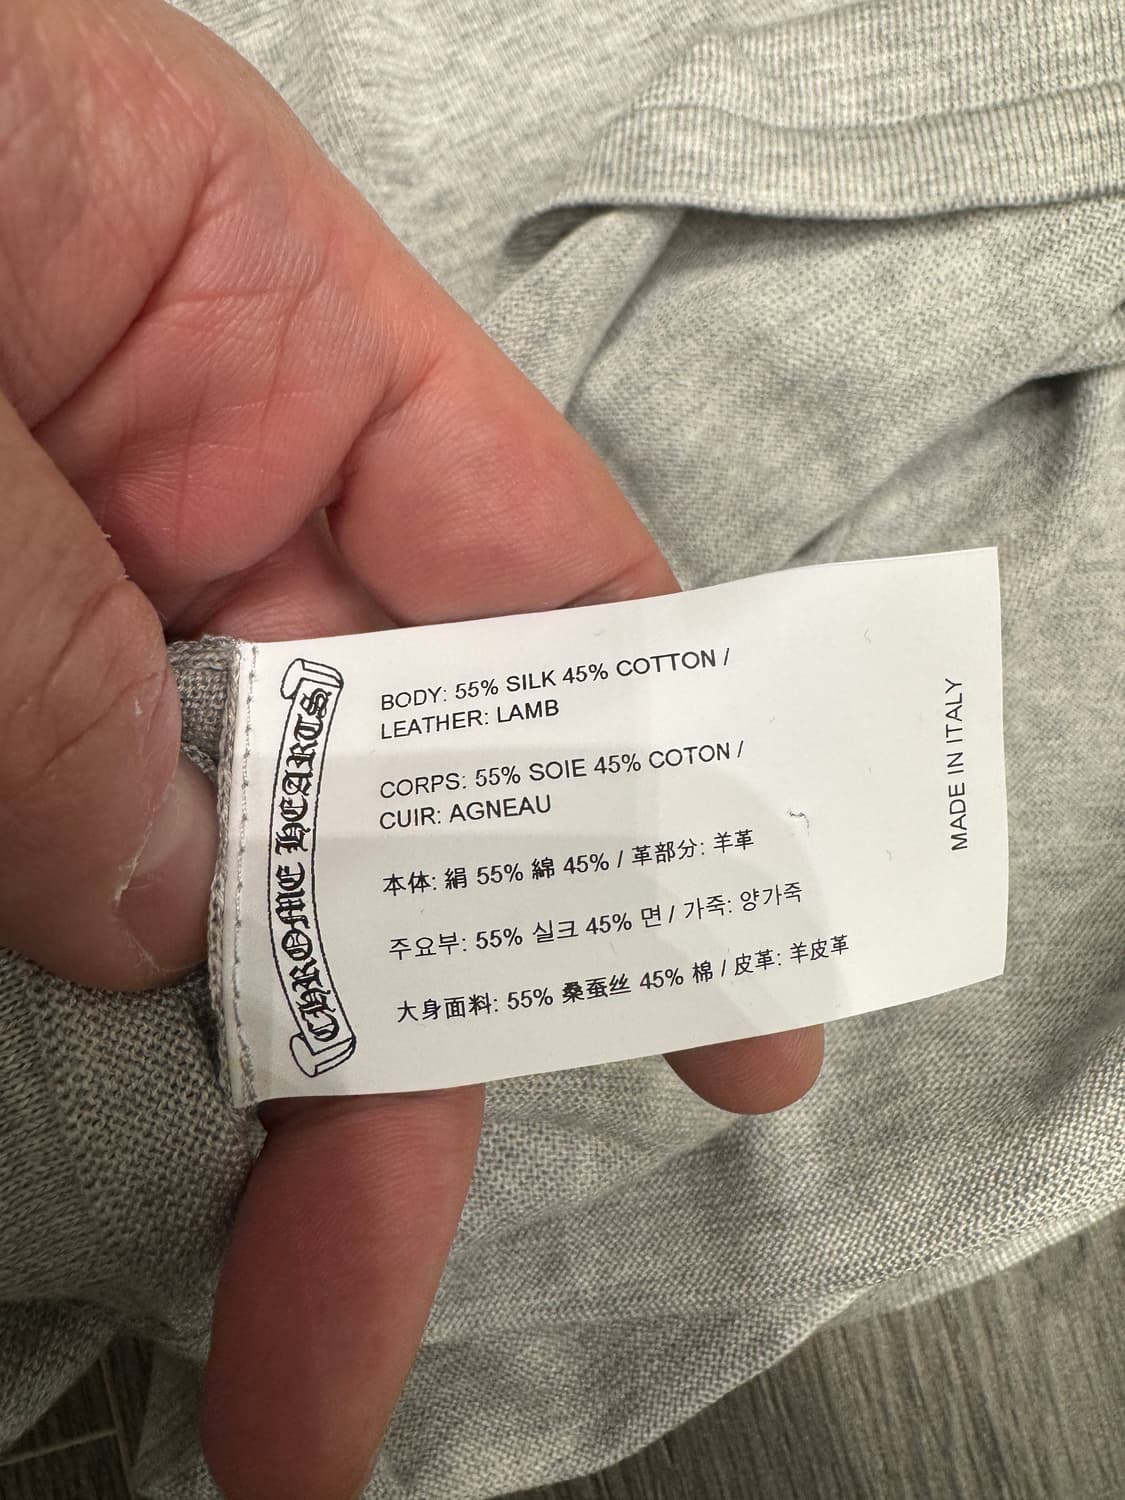 CHROME HEARTS
BODY: 55% SILK 45% COTTON /
LEATHER: LAMB
CORPS: 55% SOIE 45% COTON /
CUIR: AGNEAU
本体: 絹 55% 綿 45% / 革部分: 羊革
주요부: 55% 실크 45% 면 / 가죽: 양가죽
大身面料: 55% 桑蚕丝 45% 棉 / 皮革: 羊皮革
MADE IN ITALY